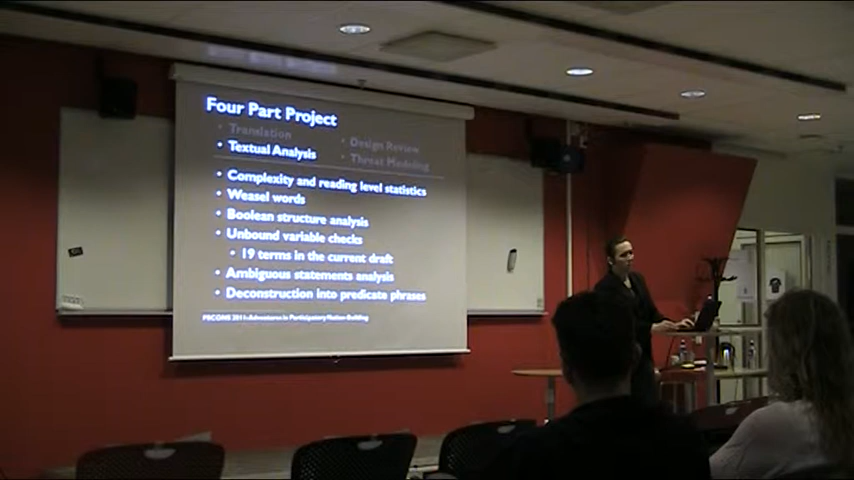 Four Part Project
• Translation
• Design Review
• Textual Analysis
• Threat Modeling
• Complexity and reading level statistics
• Weasel words
• Boolean structure analysis
• Unbound variable checks
• 19 terms in the current draft
• Ambiguous statements analysis
• Deconstruction into predicate phrases
FSCONS 2011-Adventures in Participatory Nation-Building